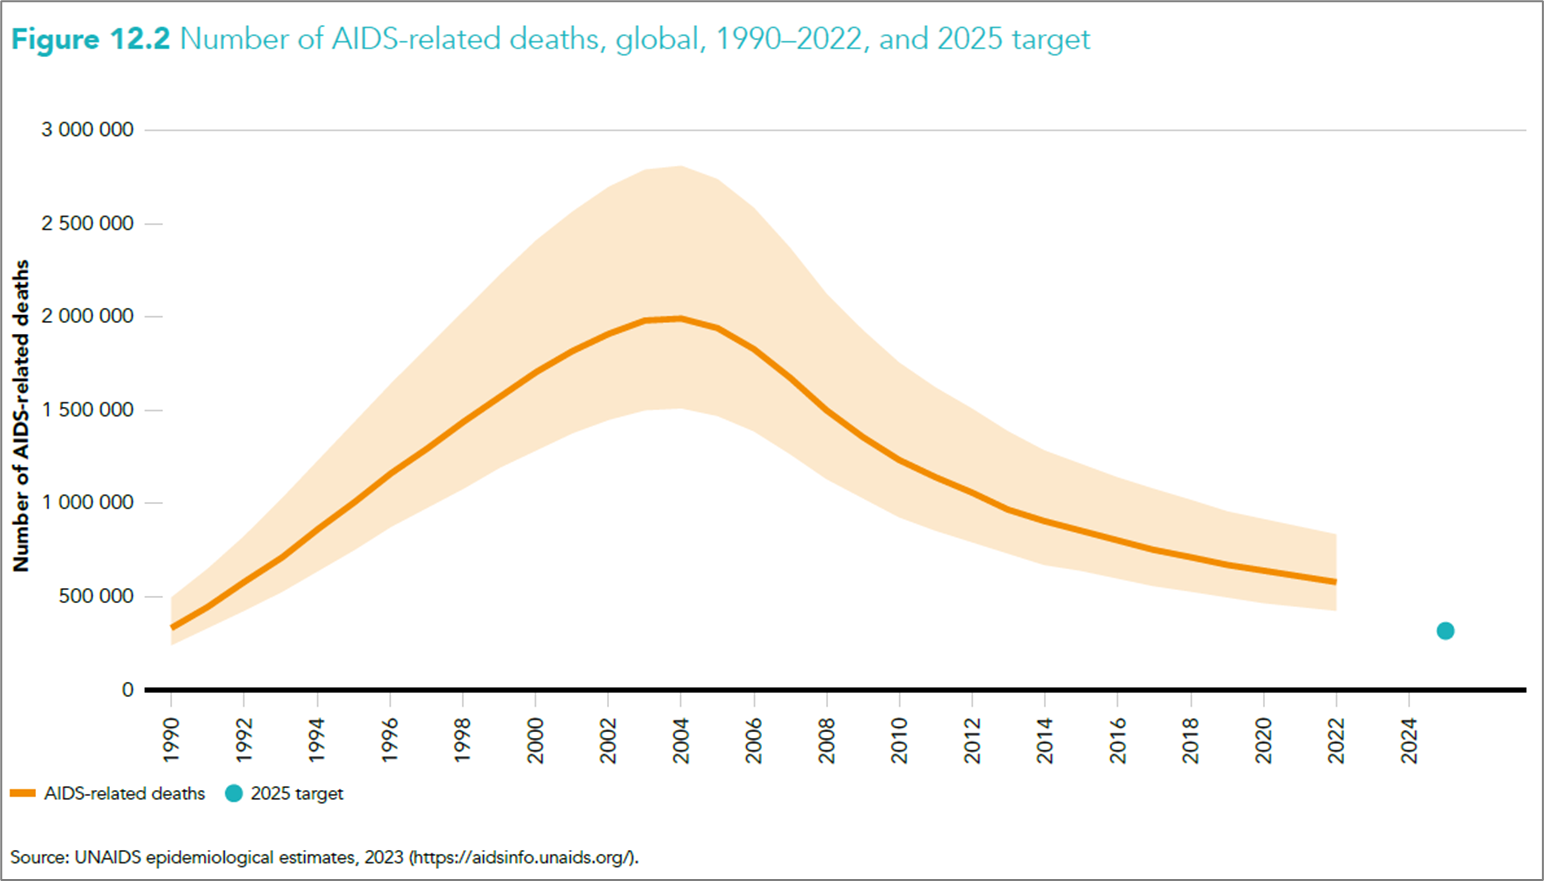 Figure 12.2 Number of AIDS-related deaths, global, 1990–2022, and 2025 target
3 000 000
2 500 000
2 000 000
1 500 000
1 000 000
500 000
0
Number of AIDS-related deaths
1990
1992
1994
1996
1998
2000
2002
2004
2006
2008
2010
2012
2014
2016
2018
2020
2022
2024
AIDS-related deaths
2025 target
Source: UNAIDS epidemiological estimates, 2023 (https://aidsinfo.unaids.org/).